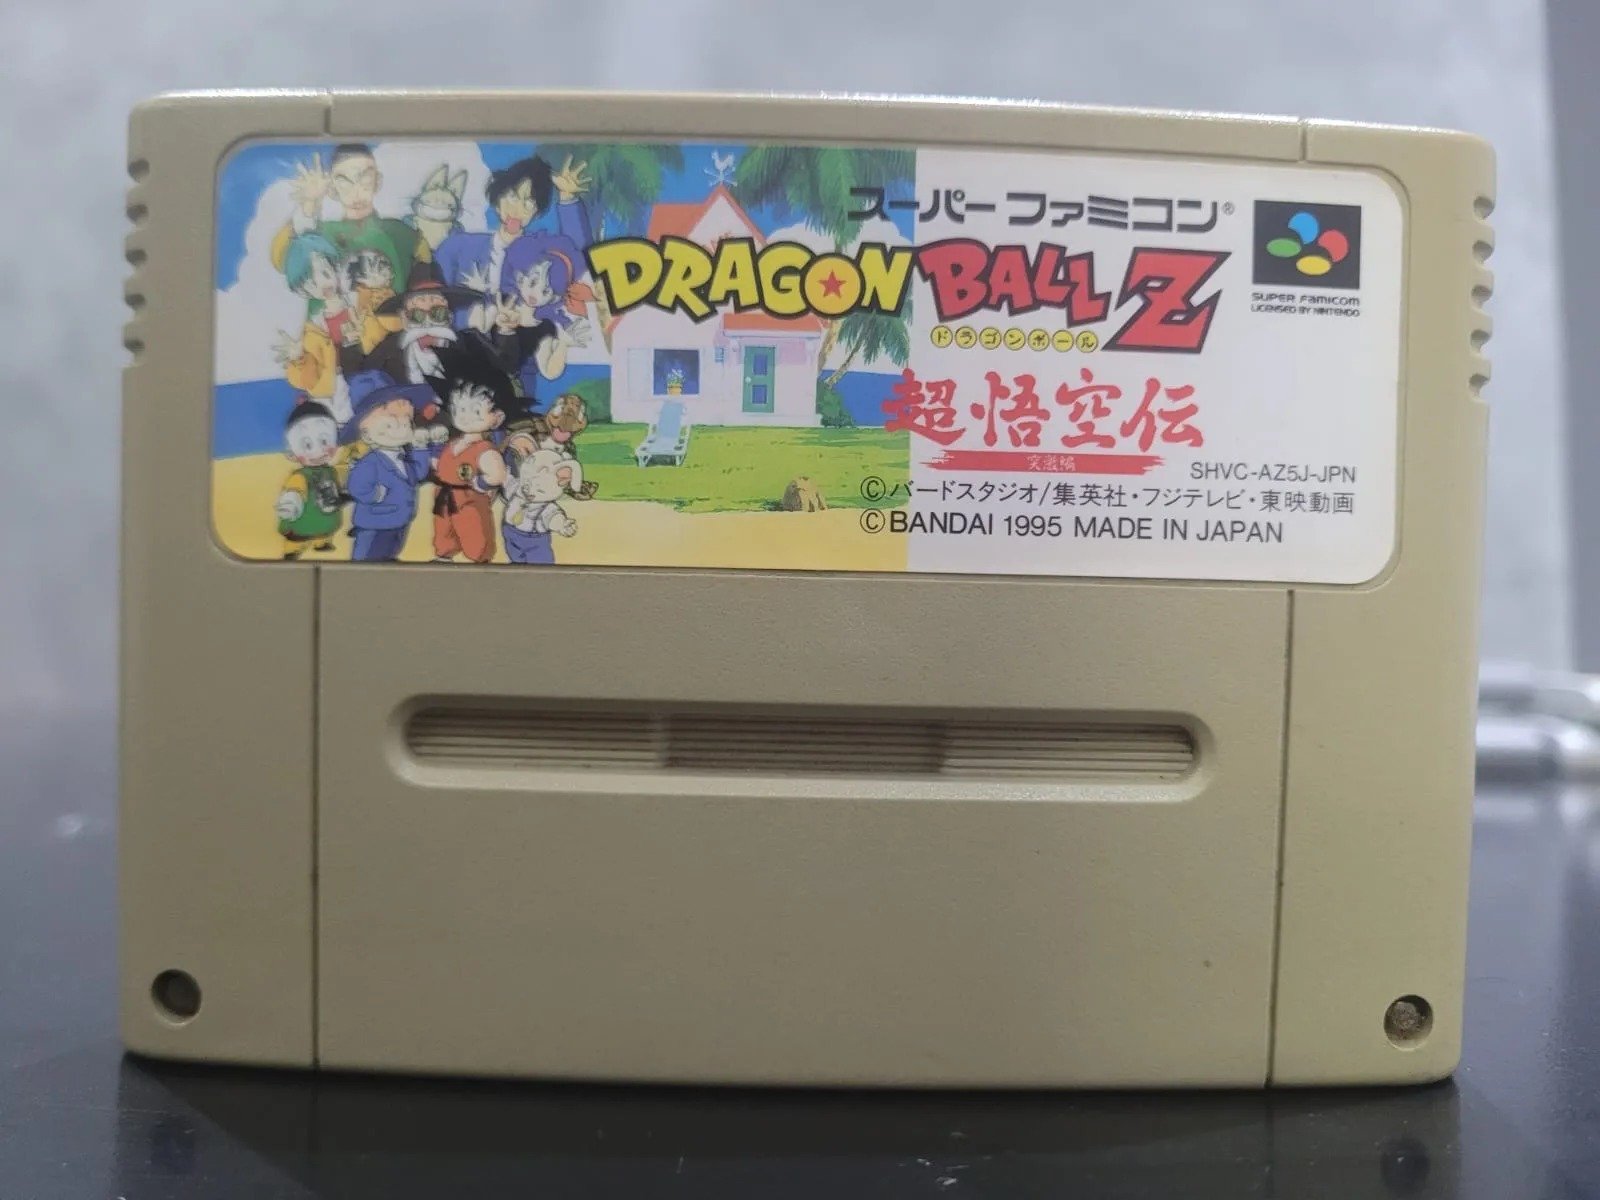 スーパーファミコン®
DRAGON BALL Z
ドラゴンボール
SUPER FAMICOM
LICENSED BY NINTENDO
超・悟空伝
突激編
SHVC-AZ5J-JPN
©バードスタジオ/集英社・フジテレビ・東映動画
©BANDAI 1995 MADE IN JAPAN